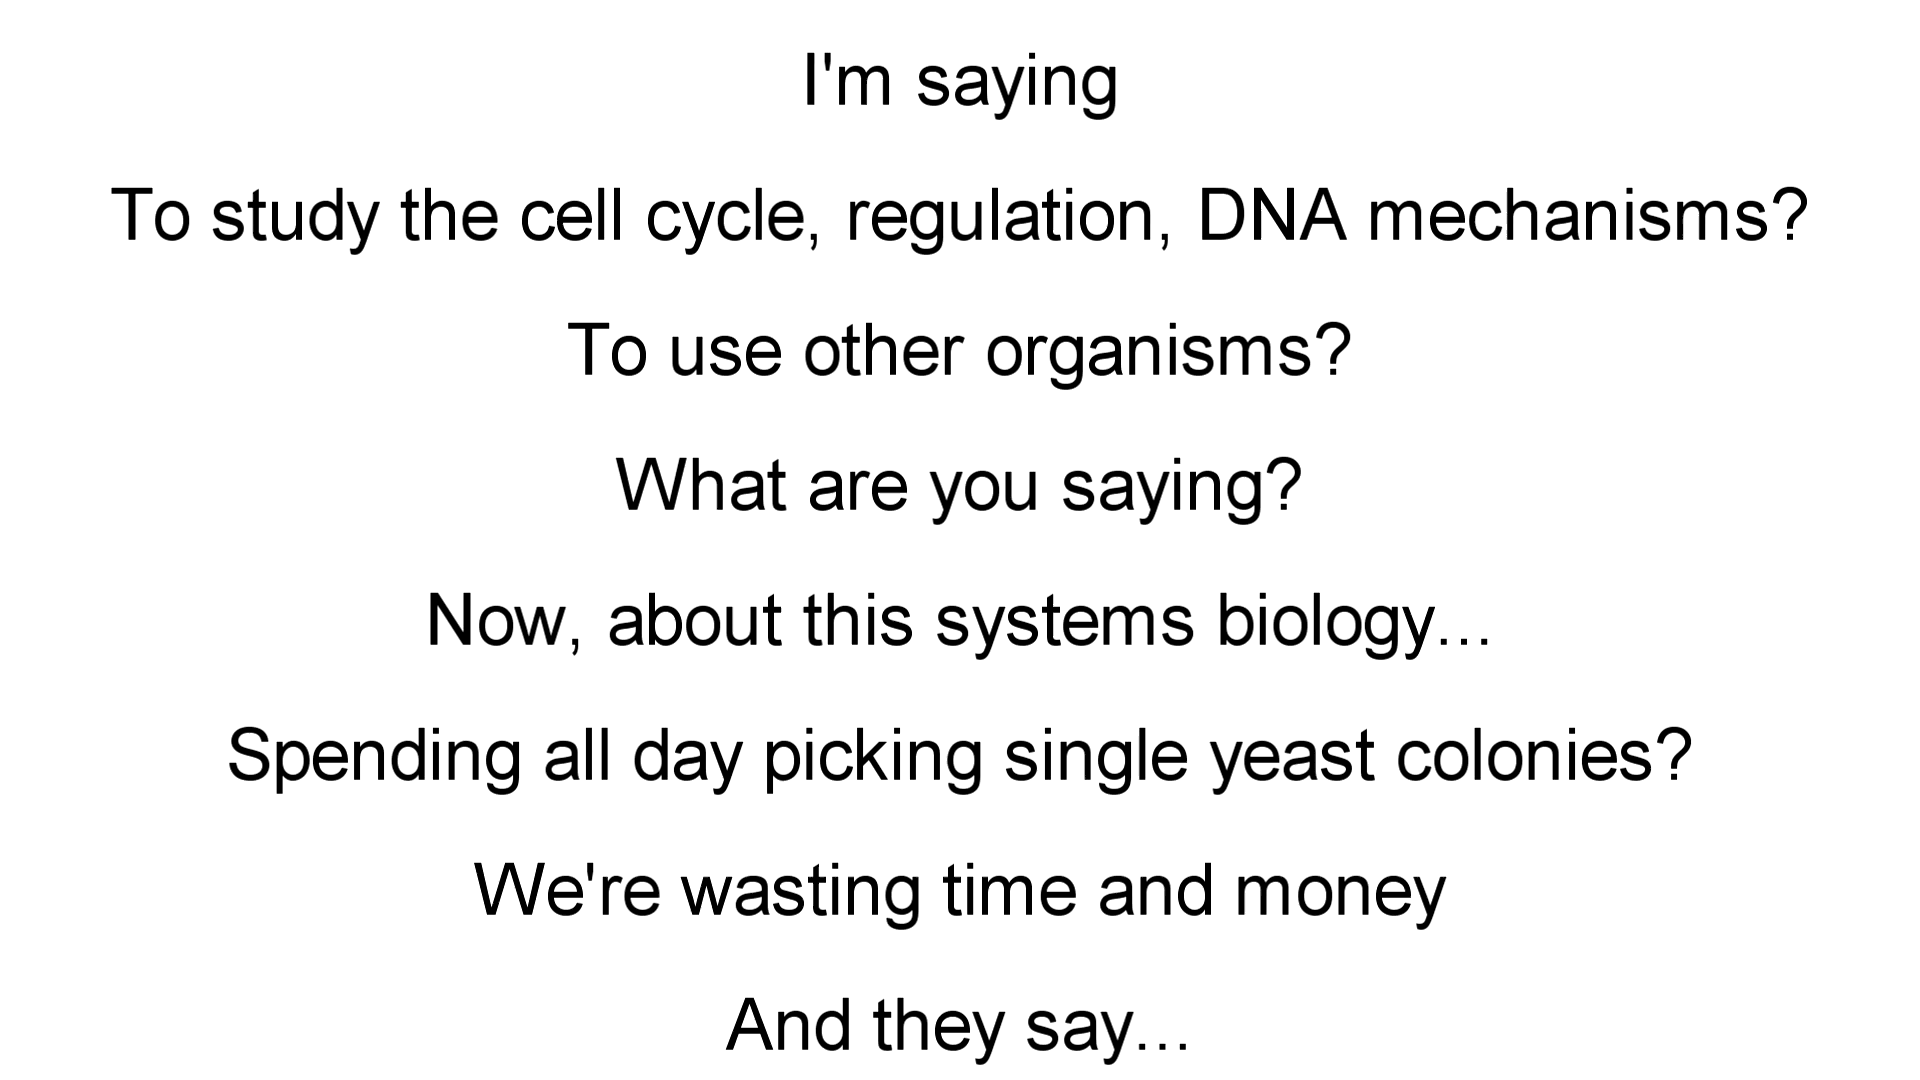 I'm saying
To study the cell cycle, regulation, DNA mechanisms?
To use other organisms?
What are you saying?
Now, about this systems biology...
Spending all day picking single yeast colonies?
We're wasting time and money
And they say...